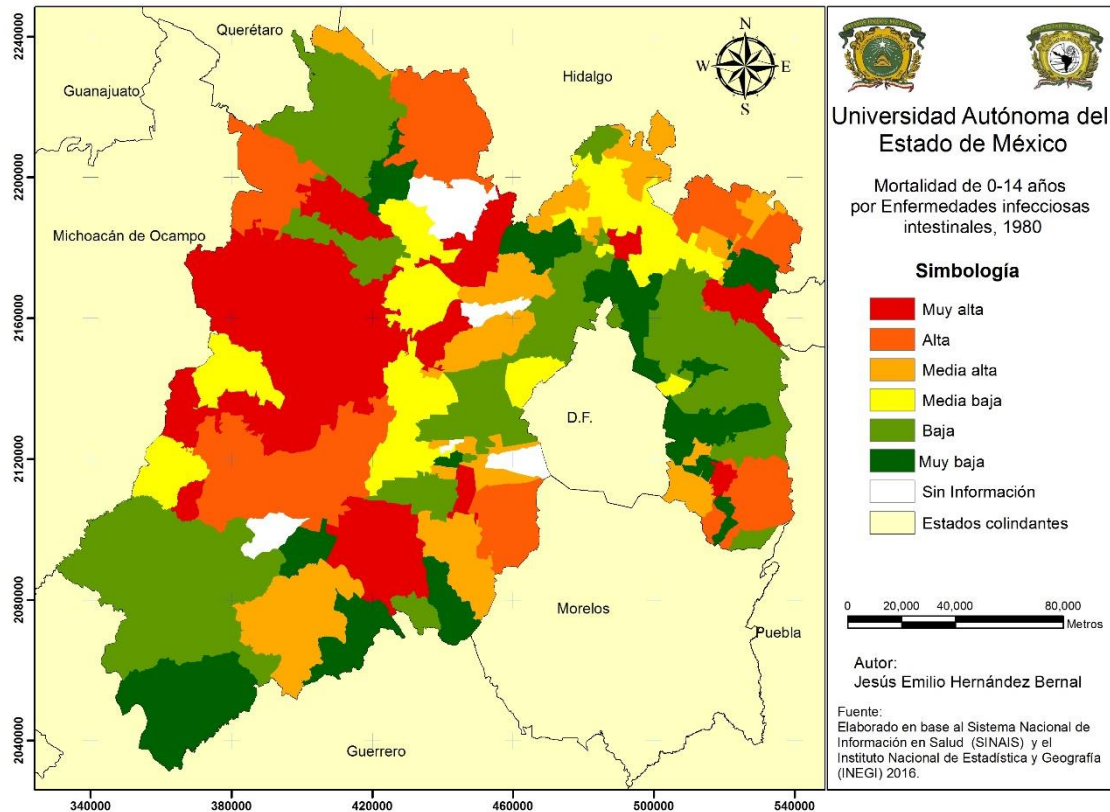 2240000
2200000
2160000
2120000
2080000
2040000
340000
380000
420000
460000
500000
540000
Querétaro
Guanajuato
Hidalgo
Michoacán de Ocampo
D.F.
Morelos
Puebla
Guerrero
N
W
E
S
Universidad Autónoma del
Estado de México
Mortalidad de 0-14 años
por Enfermedades infecciosas
intestinales, 1980
Simbología
Muy alta
Alta
Media alta
Media baja
Baja
Muy baja
Sin Información
Estados colindantes
0 20,000 40,000 80,000
Metros
Autor:
Jesús Emilio Hernández Bernal
Fuente:
Elaborado en base al Sistema Nacional de
Información en Salud (SINAIS) y el
Instituto Nacional de Estadística y Geografía
(INEGI) 2016.